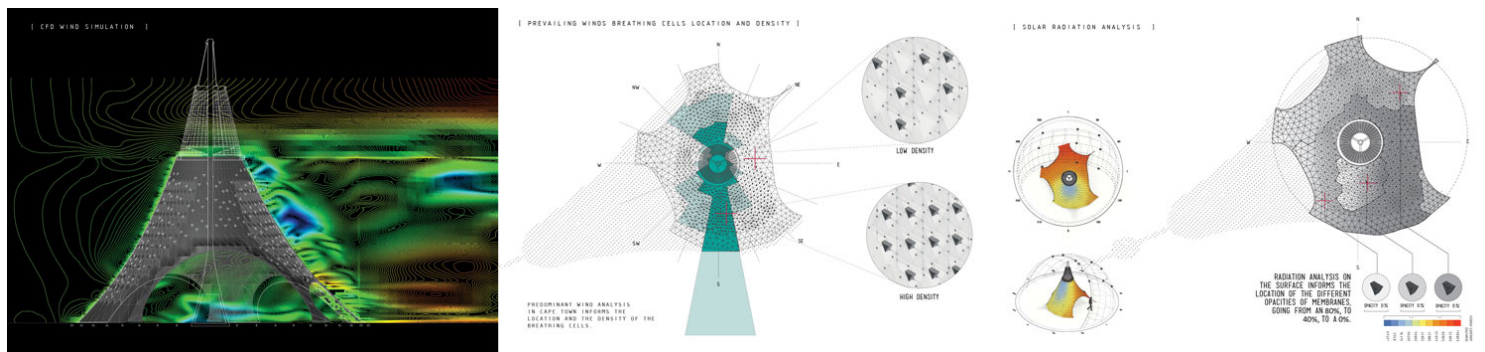 [ CFD WIND SIMULATION ]
[ PREVAILING WINDS BREATHING CELLS LOCATION AND DENSITY ]
N
NW
NE
W
E
SW
SE
S
LOW DENSITY
HIGH DENSITY
PREDOMINANT WIND ANALYSIS
IN CAPE TOWN INFORMS THE
LOCATION AND THE DENSITY OF THE
BREATHING CELLS.
[ SOLAR RADIATION ANALYSIS ]
N
W
E
S
RADIATION ANALYSIS ON
THE SURFACE INFORMS THE
LOCATION OF THE DIFFERENT
OPACITIES OF MEMBRANES,
GOING FROM AN 80%, TO
40%, TO A 0%.